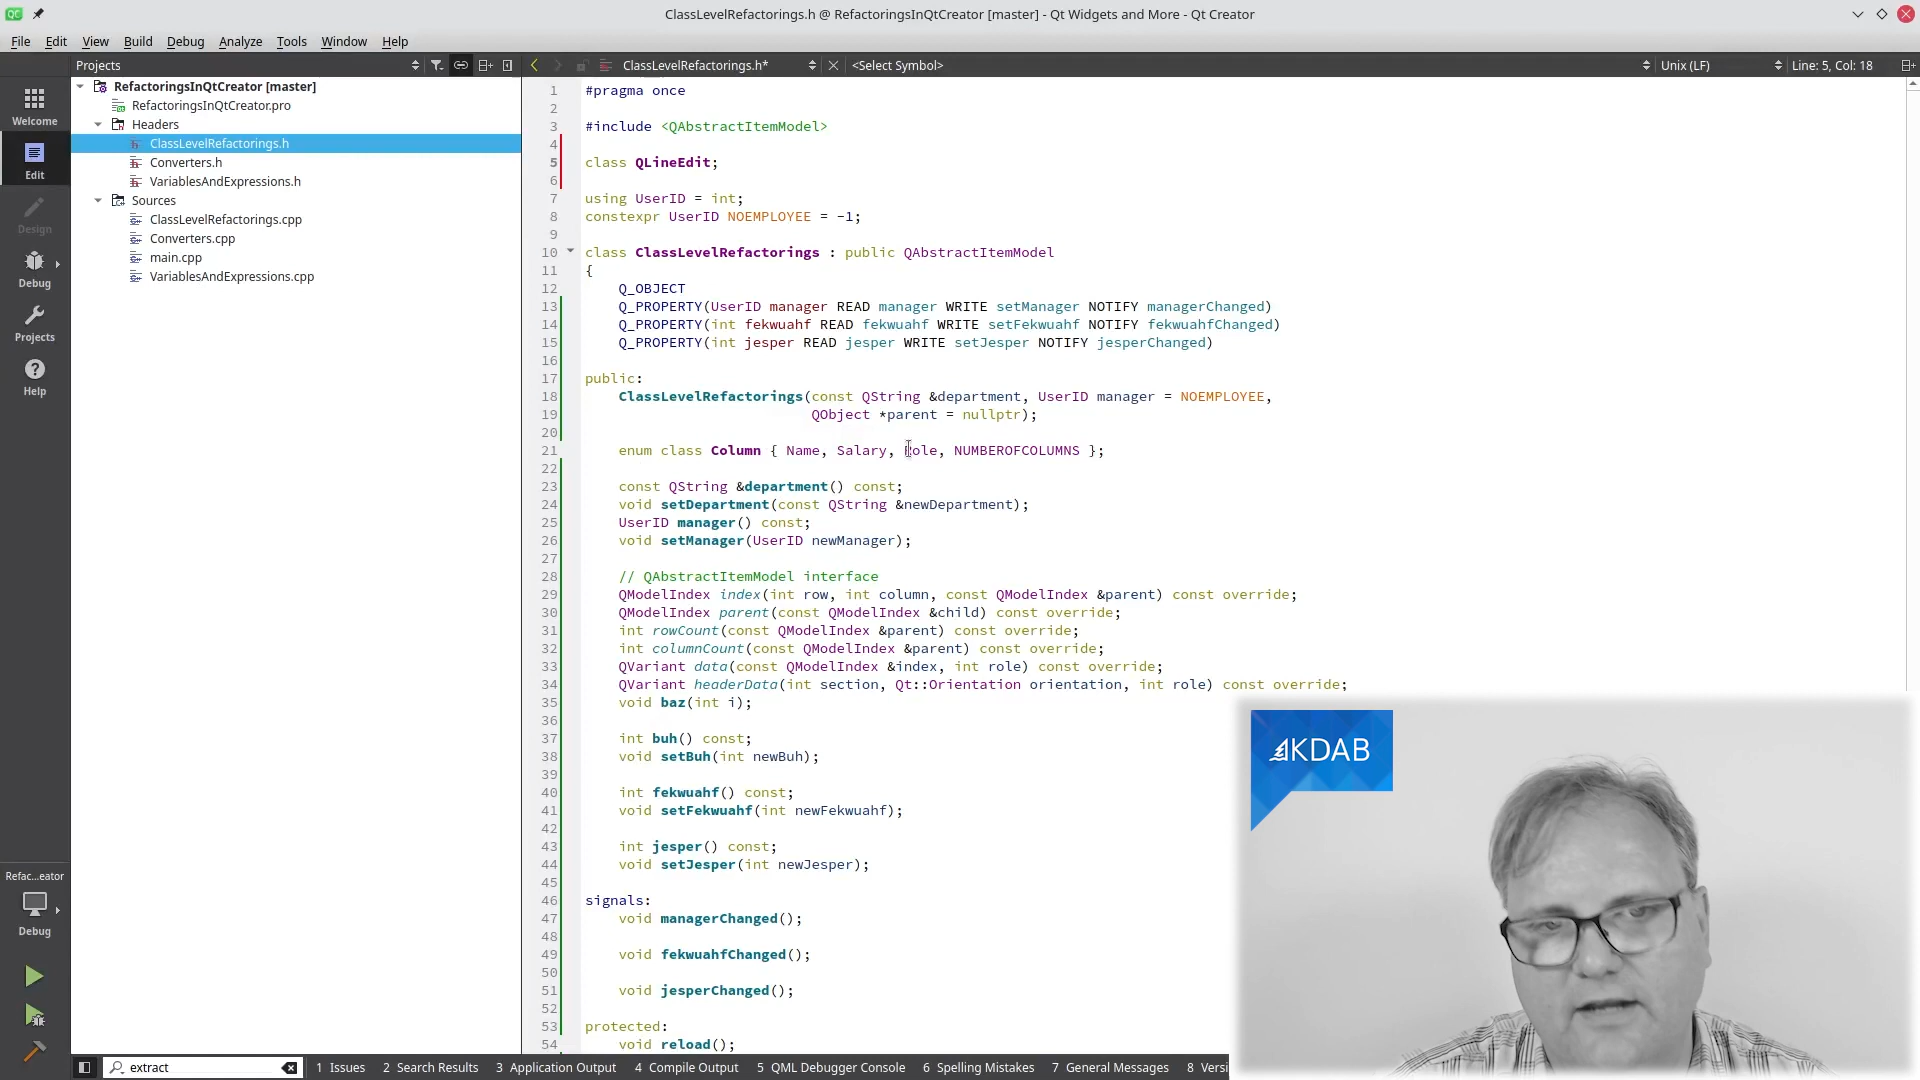 ClassLevelRefactorings.h @ RefactoringsInQtCreator [master] - Qt Widgets and More - Qt Creator
File Edit View Build Debug Analyze Tools Window Help
Projects
ClassLevelRefactorings.h*
<Select Symbol>
Unix (LF)
Line: 5, Col: 18
Welcome
Edit
Design
Debug
Projects
Help
Refac...eator
Debug
RefactoringsInQtCreator [master]
RefactoringsInQtCreator.pro
Headers
ClassLevelRefactorings.h
Converters.h
VariablesAndExpressions.h
Sources
ClassLevelRefactorings.cpp
Converters.cpp
main.cpp
VariablesAndExpressions.cpp
1 #pragma once
2
3 #include <QAbstractItemModel>
4
5 class QLineEdit;
6
7 using UserID = int;
8 constexpr UserID NOEMPLOYEE = -1;
9
10 class ClassLevelRefactorings : public QAbstractItemModel
11 {
12 Q_OBJECT
13 Q_PROPERTY(UserID manager READ manager WRITE setManager NOTIFY managerChanged)
14 Q_PROPERTY(int fekwuahf READ fekwuahf WRITE setFekwuahf NOTIFY fekwuahfChanged)
15 Q_PROPERTY(int jesper READ jesper WRITE setJesper NOTIFY jesperChanged)
16
17 public:
18 ClassLevelRefactorings(const QString &department, UserID manager = NOEMPLOYEE,
19 QObject *parent = nullptr);
20
21 enum class Column { Name, Salary, Role, NUMBEROFCOLUMNS };
22
23 const QString &department() const;
24 void setDepartment(const QString &newDepartment);
25 UserID manager() const;
26 void setManager(UserID newManager);
27
28 // QAbstractItemModel interface
29 QModelIndex index(int row, int column, const QModelIndex &parent) const override;
30 QModelIndex parent(const QModelIndex &child) const override;
31 int rowCount(const QModelIndex &parent) const override;
32 int columnCount(const QModelIndex &parent) const override;
33 QVariant data(const QModelIndex &index, int role) const override;
34 QVariant headerData(int section, Qt::Orientation orientation, int role) const override;
35 void baz(int i);
36
37 int buh() const;
38 void setBuh(int newBuh);
39
40 int fekwuahf() const;
41 void setFekwuahf(int newFekwuahf);
42
43 int jesper() const;
44 void setJesper(int newJesper);
45
46 signals:
47 void managerChanged();
48
49 void fekwuahfChanged();
50
51 void jesperChanged();
52
53 protected:
54 void reload();
KDAB
extract
1 Issues 2 Search Results 3 Application Output 4 Compile Output 5 QML Debugger Console 6 Spelling Mistakes 7 General Messages 8 Versi